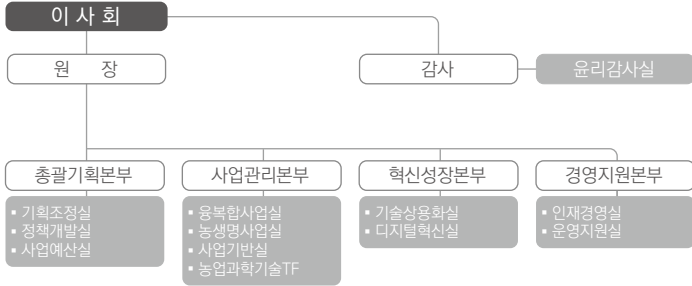 이 사 회
원 장
감사
윤리감사실
총괄기획본부
▪ 기획조정실
▪ 정책개발실
▪ 사업예산실
사업관리본부
▪ 융복합사업실
▪ 농생명사업실
▪ 사업기반실
▪ 농업과학기술TF
혁신성장본부
▪ 기술상용화실
▪ 디지털혁신실
경영지원본부
▪ 인재경영실
▪ 운영지원실